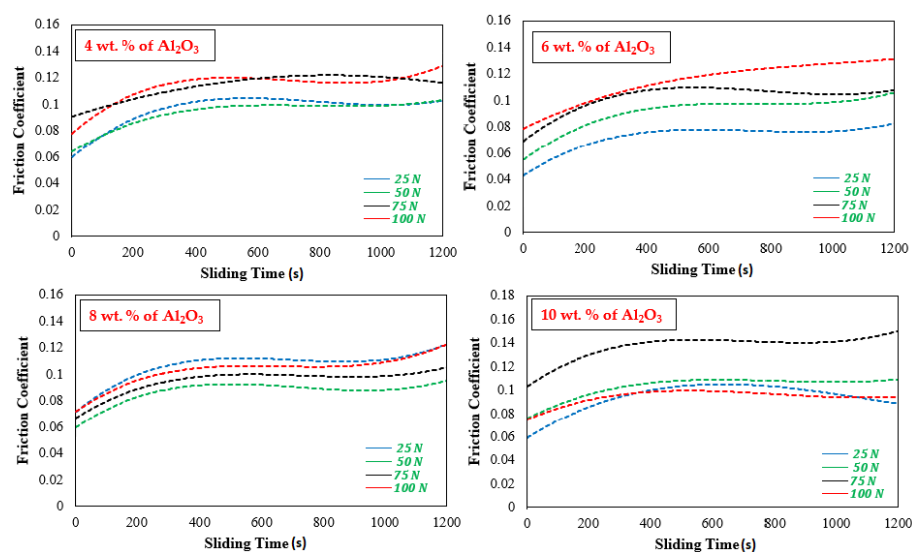 4 wt. % of Al₂O₃
Friction Coefficient
0.16
0.14
0.12
0.1
0.08
0.06
0.04
0.02
0
0 200 400 600 800 1000 1200
Sliding Time (s)
25 N
50 N
75 N
100 N
6 wt. % of Al₂O₃
Friction Coefficient
0.16
0.14
0.12
0.1
0.08
0.06
0.04
0.02
0
0 200 400 600 800 1000 1200
Sliding Time (s)
25 N
50 N
75 N
100 N
8 wt. % of Al₂O₃
Friction Coefficient
0.16
0.14
0.12
0.1
0.08
0.06
0.04
0.02
0
0 200 400 600 800 1000 1200
Sliding Time (s)
25 N
50 N
75 N
100 N
10 wt. % of Al₂O₃
Friction Coefficient
0.18
0.16
0.14
0.12
0.1
0.08
0.06
0.04
0.02
0
0 200 400 600 800 1000 1200
Sliding Time (s)
25 N
50 N
75 N
100 N